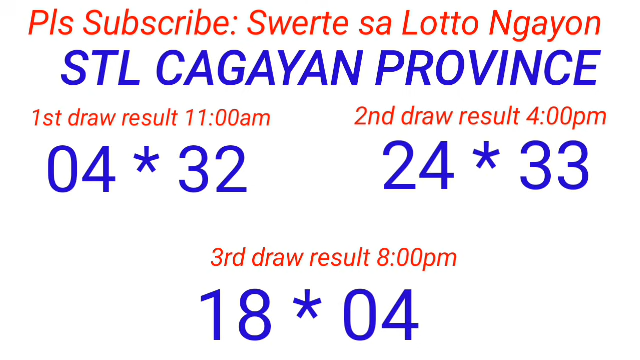 Pls Subscribe: Swerte sa Lotto Ngayon
STL CAGAYAN PROVINCE
1st draw result 11:00am
04 * 32
2nd draw result 4:00pm
24 * 33
3rd draw result 8:00pm
18 * 04